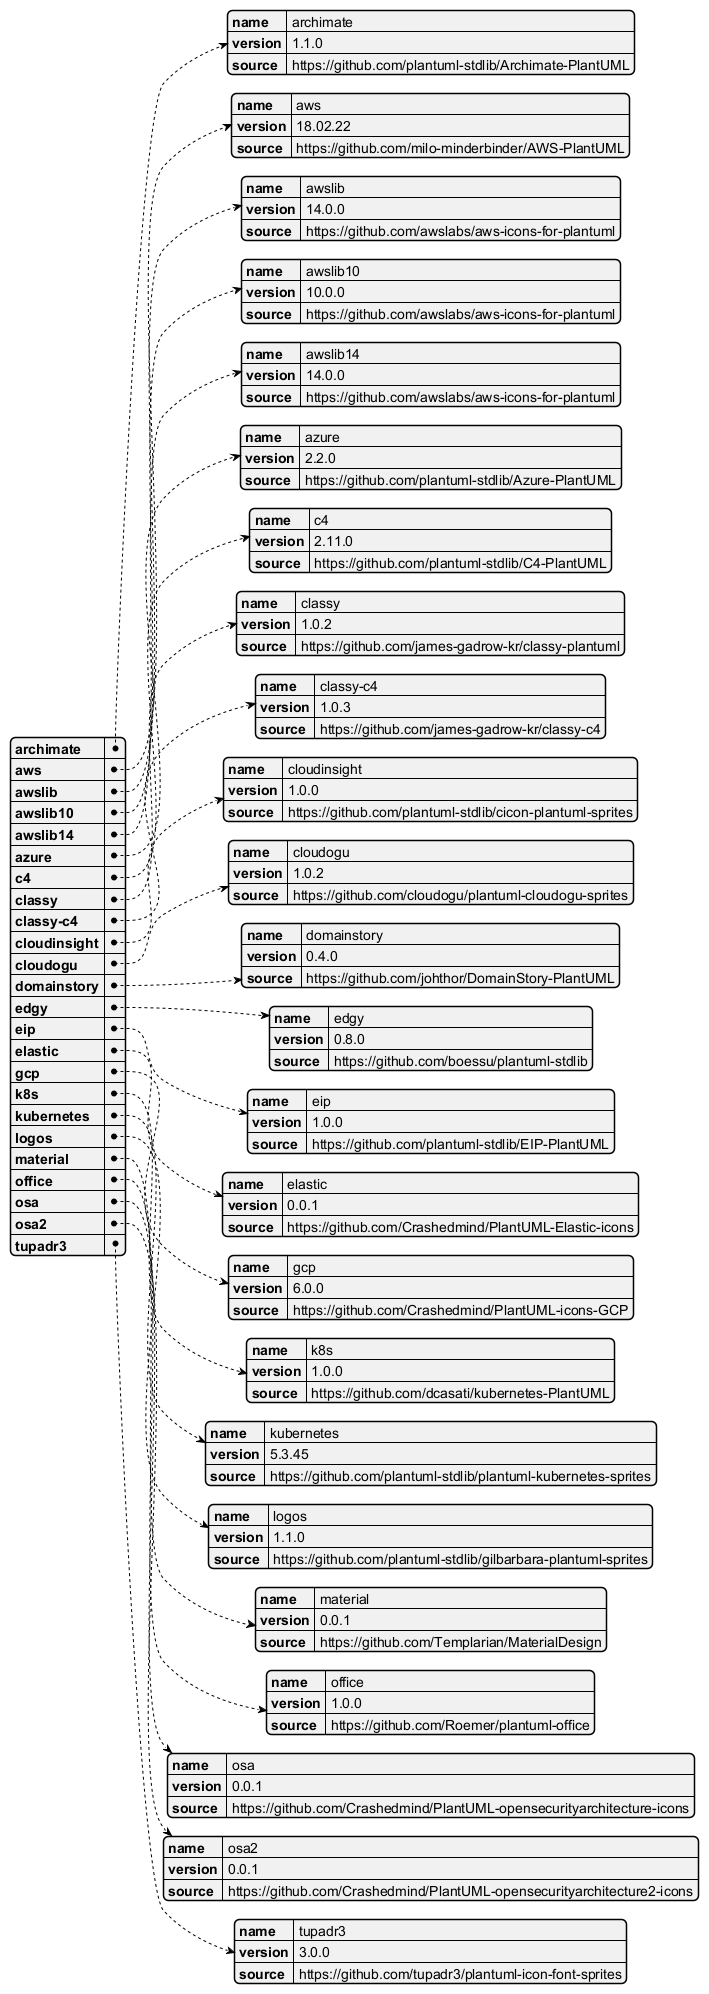 archimate
aws
awslib
awslib10
awslib14
azure
c4
classy
classy-c4
cloudinsight
cloudogu
domainstory
edgy
eip
elastic
gcp
k8s
kubernetes
logos
material
office
osa
osa2
tupadr3
name archimate
version 1.1.0
source https://github.com/plantuml-stdlib/Archimate-PlantUML
name aws
version 18.02.22
source https://github.com/milo-minderbinder/AWS-PlantUML
name awslib
version 14.0.0
source https://github.com/awslabs/aws-icons-for-plantuml
name awslib10
version 10.0.0
source https://github.com/awslabs/aws-icons-for-plantuml
name awslib14
version 14.0.0
source https://github.com/awslabs/aws-icons-for-plantuml
name azure
version 2.2.0
source https://github.com/plantuml-stdlib/Azure-PlantUML
name c4
version 2.11.0
source https://github.com/plantuml-stdlib/C4-PlantUML
name classy
version 1.0.2
source https://github.com/james-gadrow-kr/classy-plantuml
name classy-c4
version 1.0.3
source https://github.com/james-gadrow-kr/classy-c4
name cloudinsight
version 1.0.0
source https://github.com/plantuml-stdlib/cicon-plantuml-sprites
name cloudogu
version 1.0.2
source https://github.com/cloudogu/plantuml-cloudogu-sprites
name domainstory
version 0.4.0
source https://github.com/johthor/DomainStory-PlantUML
name edgy
version 0.8.0
source https://github.com/boessu/plantuml-stdlib
name eip
version 1.0.0
source https://github.com/plantuml-stdlib/EIP-PlantUML
name elastic
version 0.0.1
source https://github.com/Crashedmind/PlantUML-Elastic-icons
name gcp
version 6.0.0
source https://github.com/Crashedmind/PlantUML-icons-GCP
name k8s
version 1.0.0
source https://github.com/dcasati/kubernetes-PlantUML
name kubernetes
version 5.3.45
source https://github.com/plantuml-stdlib/plantuml-kubernetes-sprites
name logos
version 1.1.0
source https://github.com/plantuml-stdlib/gilbarbara-plantuml-sprites
name material
version 0.0.1
source https://github.com/Templarian/MaterialDesign
name office
version 1.0.0
source https://github.com/Roemer/plantuml-office
name osa
version 0.0.1
source https://github.com/Crashedmind/PlantUML-opensecurityarchitecture-icons
name osa2
version 0.0.1
source https://github.com/Crashedmind/PlantUML-opensecurityarchitecture2-icons
name tupadr3
version 3.0.0
source https://github.com/tupadr3/plantuml-icon-font-sprites